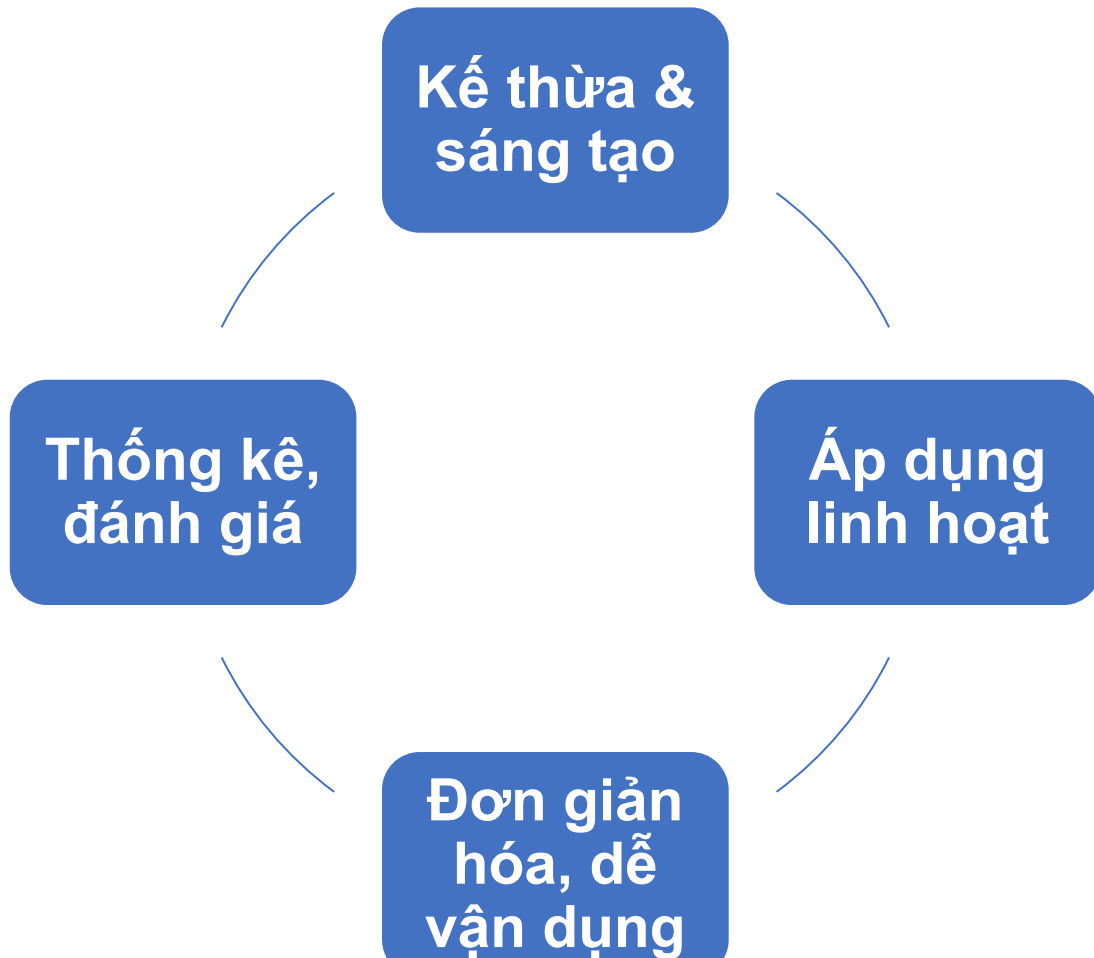 Kế thừa &
sáng tạo
Áp dụng
linh hoạt
Đơn giản
hóa, dễ
vận dụng
Thống kê,
đánh giá